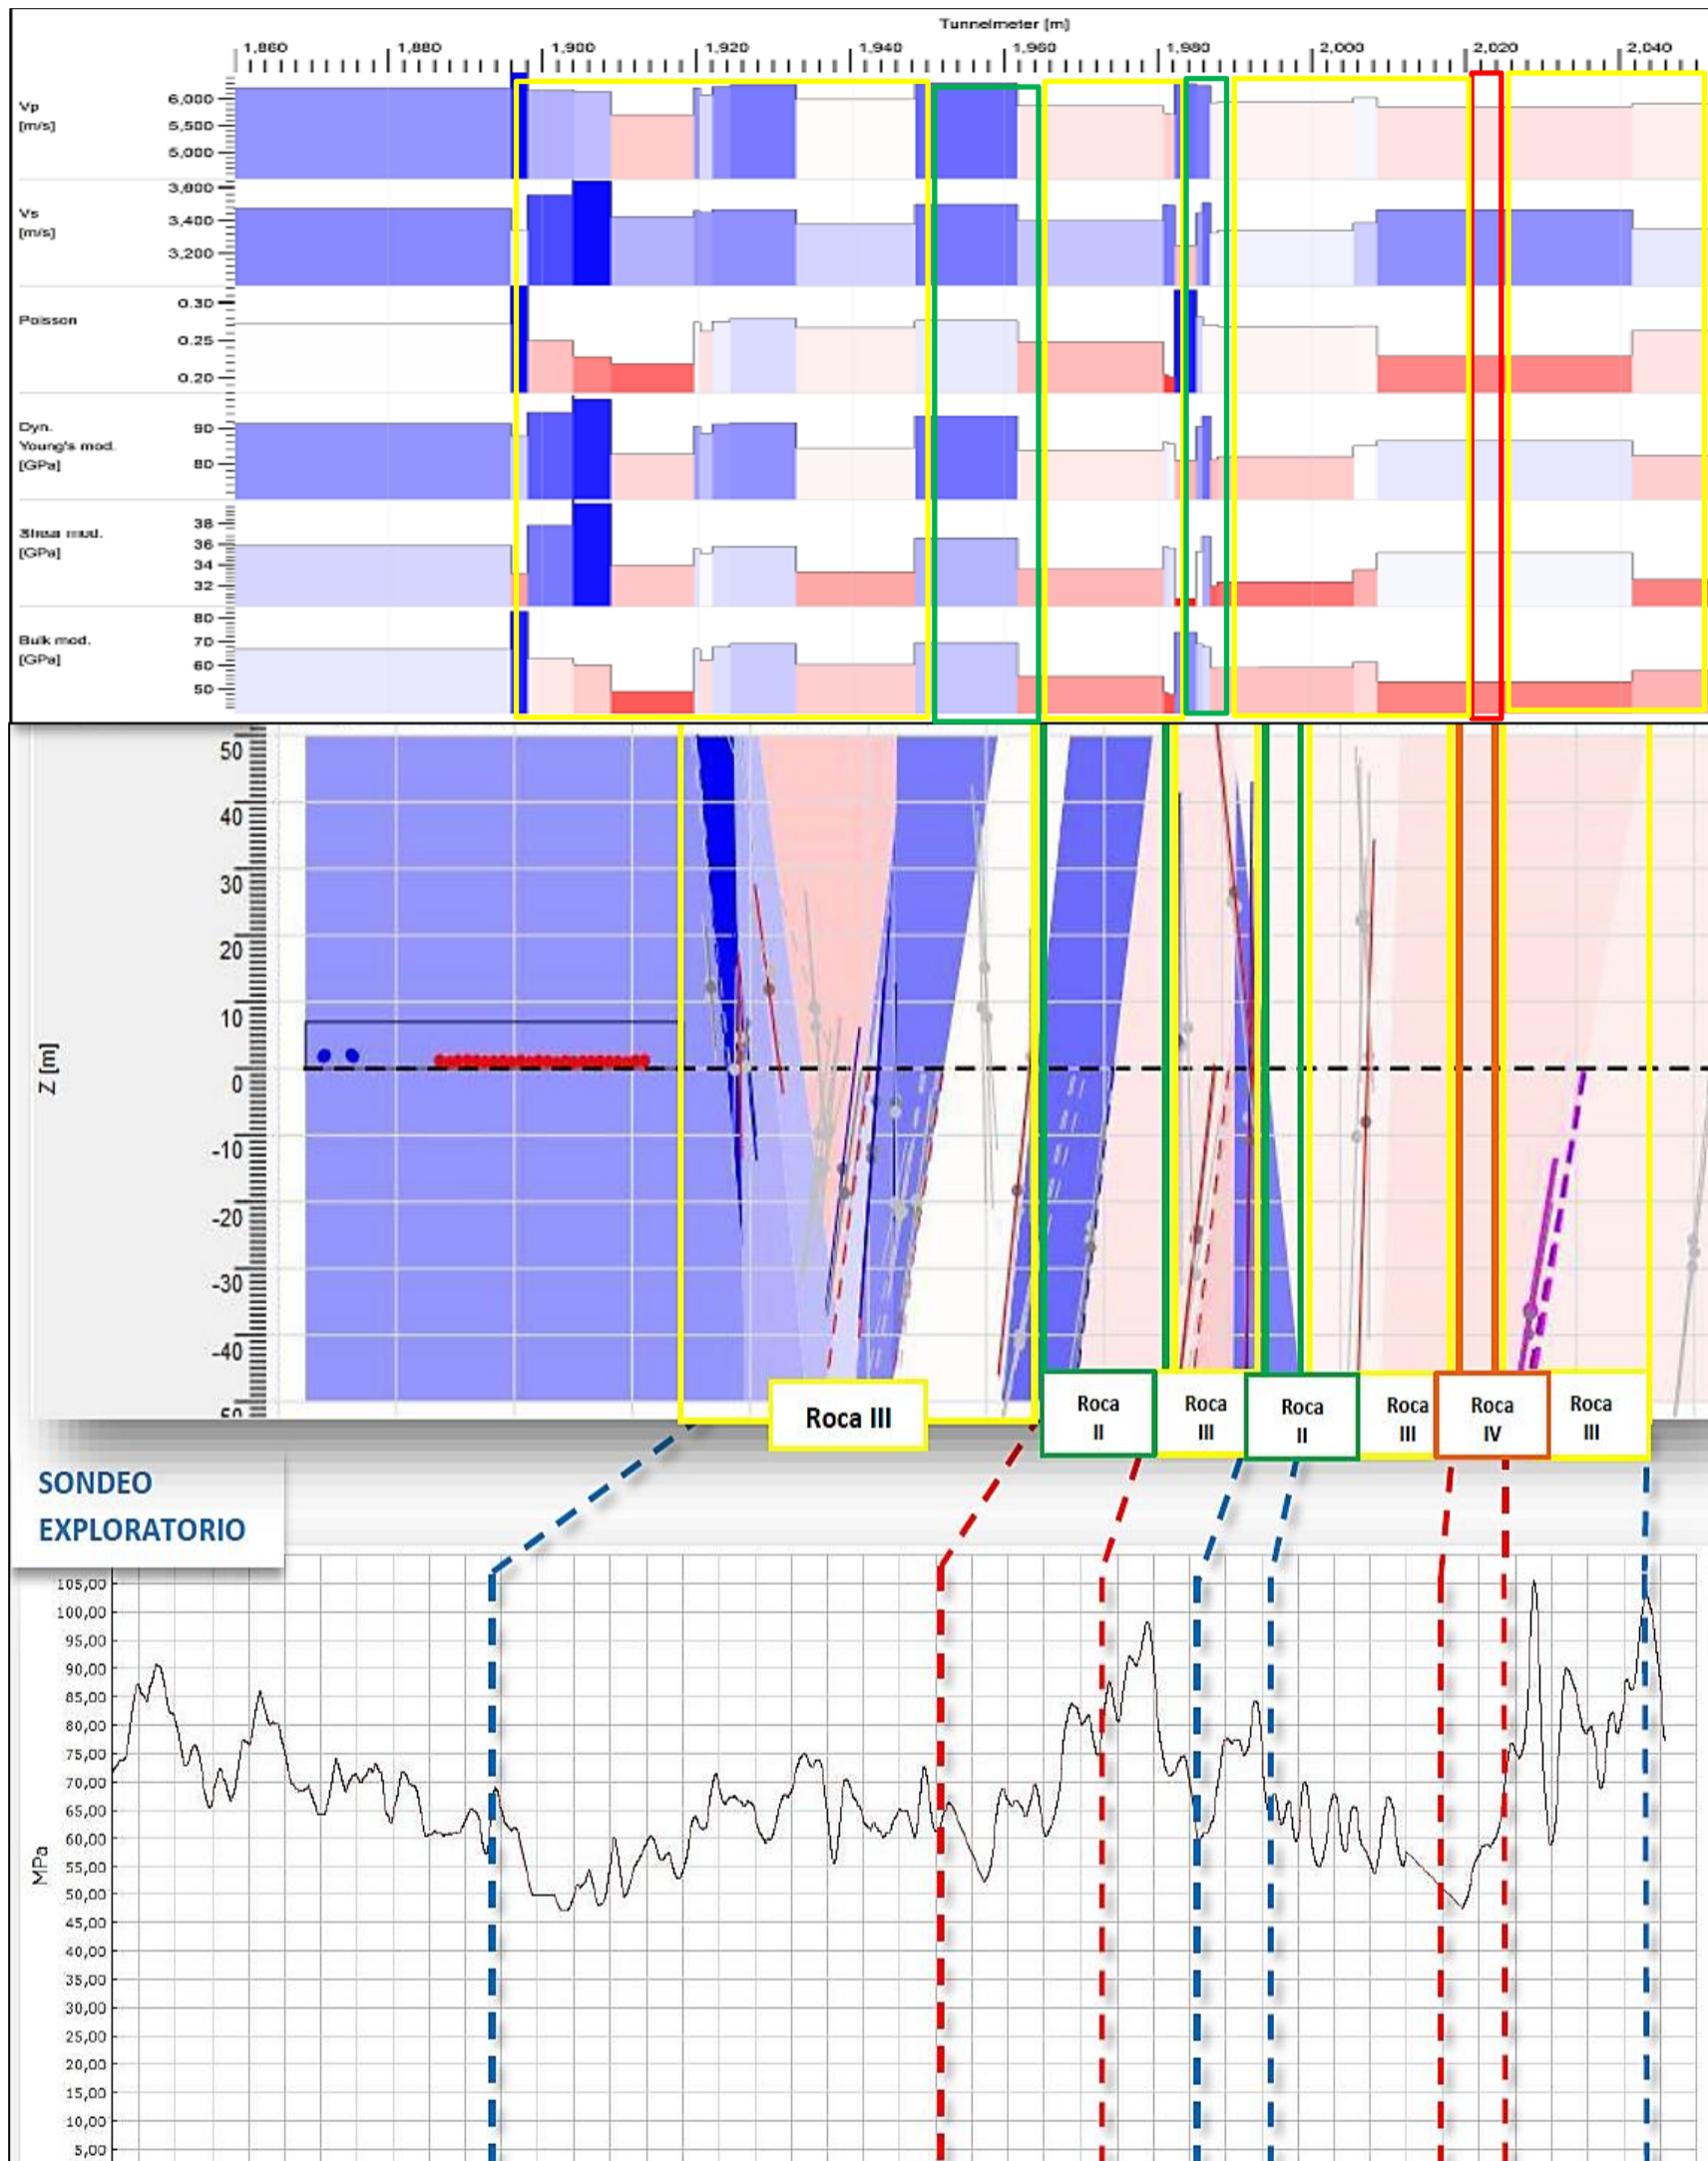 Tunnelmeter [m]
1,860 1,880 1,900 1,920 1,940 1,960 1,980 2,000 2,020 2,040
Vp
[m/s]
6,000
5,500
5,000
Vs
[m/s]
3,600
3,400
3,200
Poisson
0.30
0.25
0.20
Dyn.
Young's mod.
[GPa]
90
80
Shear mod.
[GPa]
38
36
34
32
Bulk mod.
[GPa]
80
70
60
50
Z [m]
50
40
30
20
10
0
-10
-20
-30
-40
Roca III
Roca
II
Roca
III
Roca
II
Roca
III
Roca
IV
Roca
III
SONDEO
EXPLORATORIO
MPa
105,00
100,00
95,00
90,00
85,00
80,00
75,00
70,00
65,00
60,00
55,00
50,00
45,00
40,00
35,00
30,00
25,00
20,00
15,00
10,00
5,00